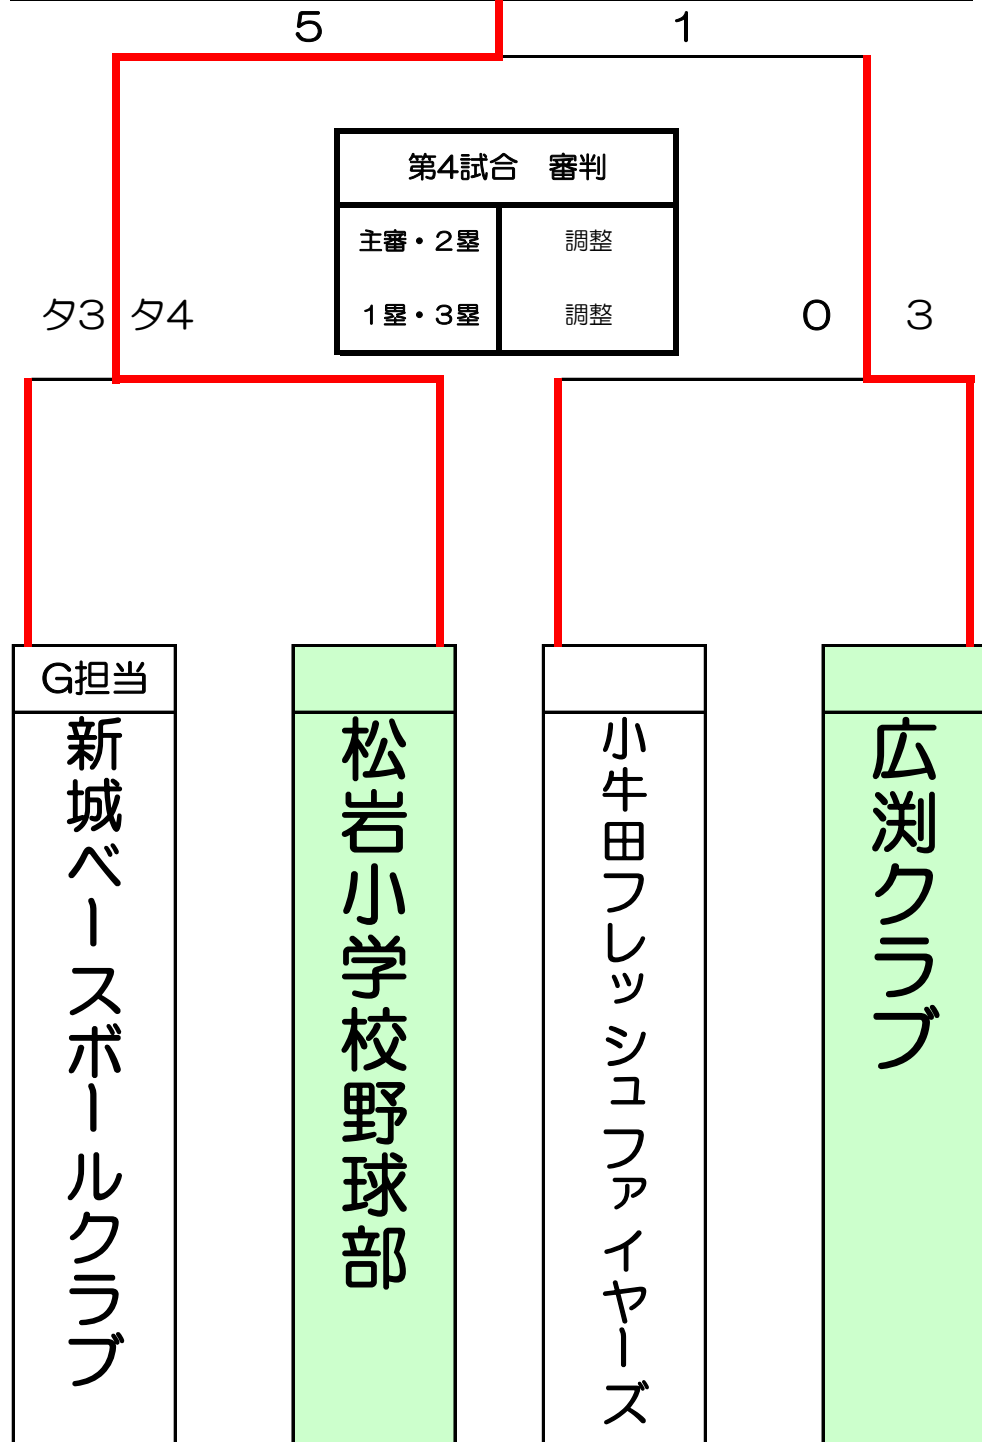 5 1
第4試合 審判
主審・2塁 調整
1塁・3塁 調整
タ3 タ4 0 3
G担当
新城ベースボールクラブ
松岩小学校野球部
小牛田フレッシュファイヤーズ
広渕クラブ